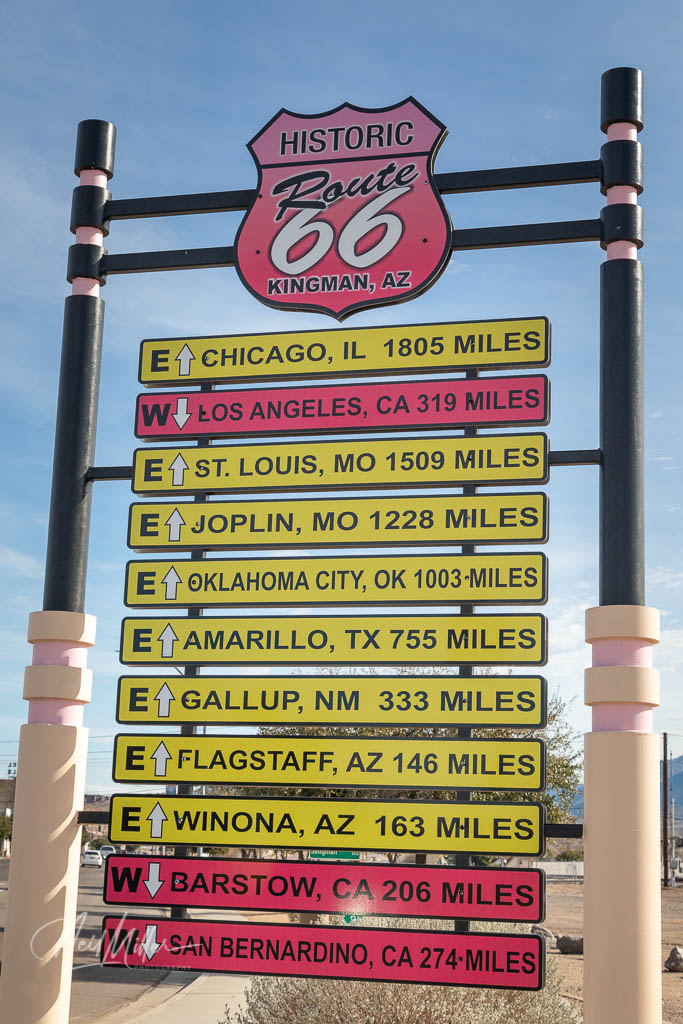 HISTORIC
Route
66
KINGMAN, AZ
E CHICAGO, IL 1805 MILES
W LOS ANGELES, CA 319 MILES
E ST. LOUIS, MO 1509 MILES
E JOPLIN, MO 1228 MILES
E OKLAHOMA CITY, OK 1003 MILES
E AMARILLO, TX 755 MILES
E GALLUP, NM 333 MILES
E FLAGSTAFF, AZ 146 MILES
E WINONA, AZ 163 MILES
W BARSTOW, CA 206 MILES
W SAN BERNARDINO, CA 274 MILES
PHOTOGRAPHY